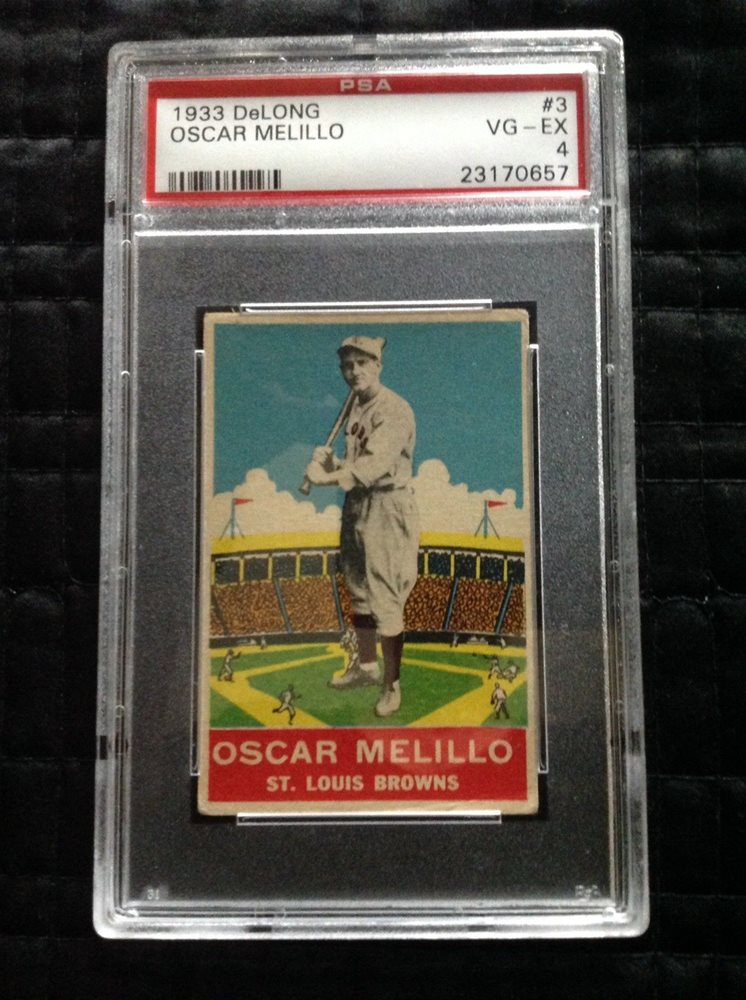 PSA
1933 DeLONG #3
OSCAR MELILLO VG-EX
4
23170657
OSCAR MELILLO
ST. LOUIS BROWNS